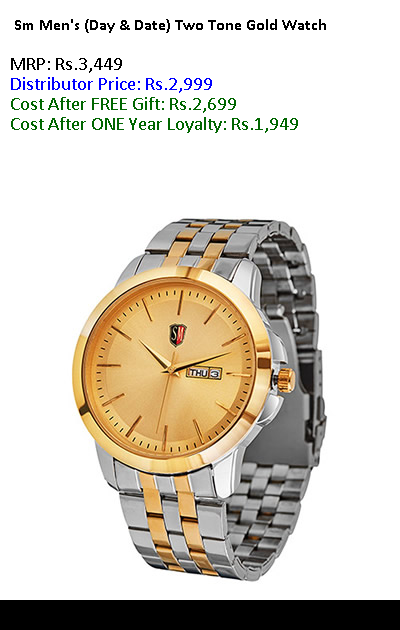 Sm Men's (Day & Date) Two Tone Gold Watch
MRP: Rs.3,449
Distributor Price: Rs.2,999
Cost After FREE Gift: Rs.2,699
Cost After ONE Year Loyalty: Rs.1,949
SM
THU 3